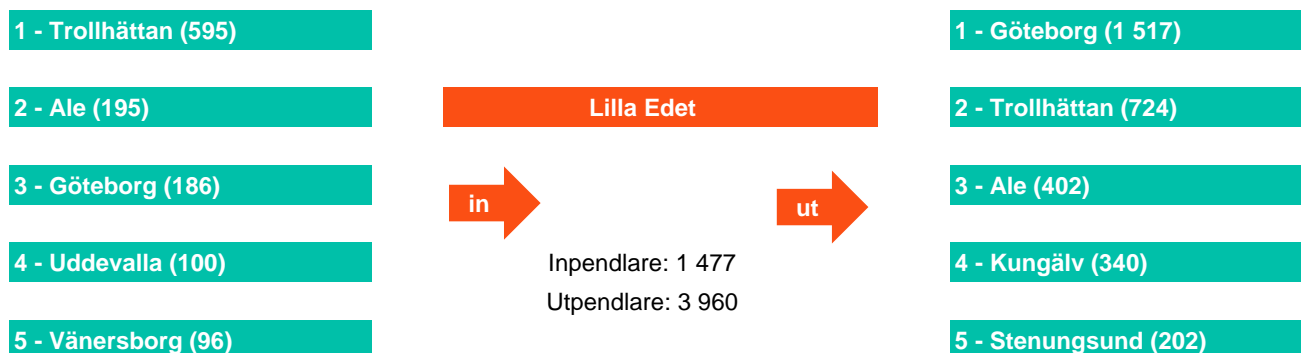 1 - Trollhättan (595)
2 - Ale (195)
3 - Göteborg (186)
4 - Uddevalla (100)
5 - Vänersborg (96)
Lilla Edet
in
ut
Inpendlare: 1 477
Utpendlare: 3 960
1 - Göteborg (1 517)
2 - Trollhättan (724)
3 - Ale (402)
4 - Kungälv (340)
5 - Stenungsund (202)